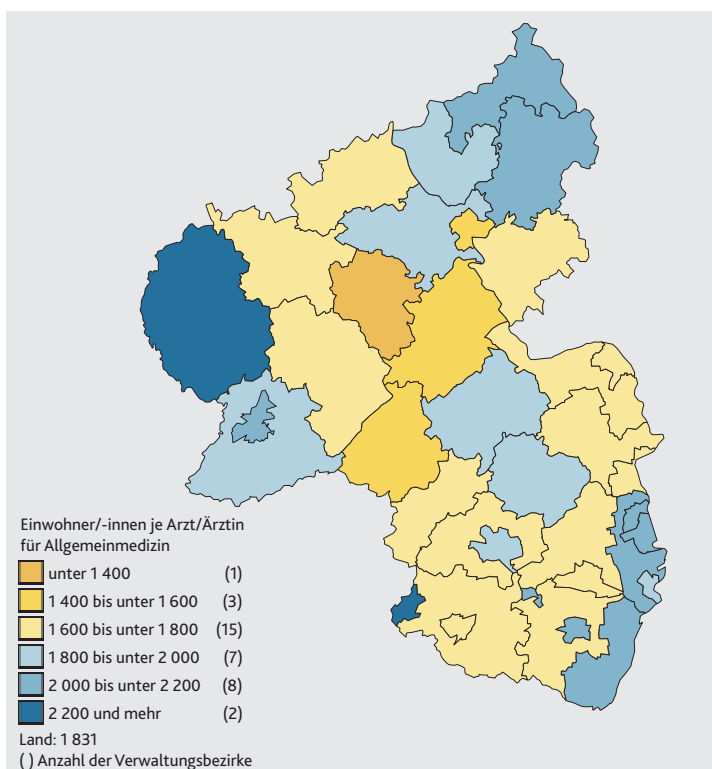 Einwohner/-innen je Arzt/Ärztin
für Allgemeinmedizin
unter 1 400 (1)
1 400 bis unter 1 600 (3)
1 600 bis unter 1 800 (15)
1 800 bis unter 2 000 (7)
2 000 bis unter 2 200 (8)
2 200 und mehr (2)
Land: 1 831
( ) Anzahl der Verwaltungsbezirke